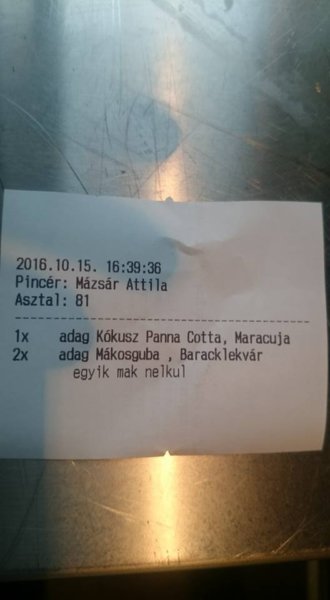 2016.10.15. 16:39:36
Pincér: Mázsár Attila
Asztal: 81
1x adag Kókusz Panna Cotta, Maracuja
2x adag Mákosguba , Baracklekvár
egyik mak nelkul